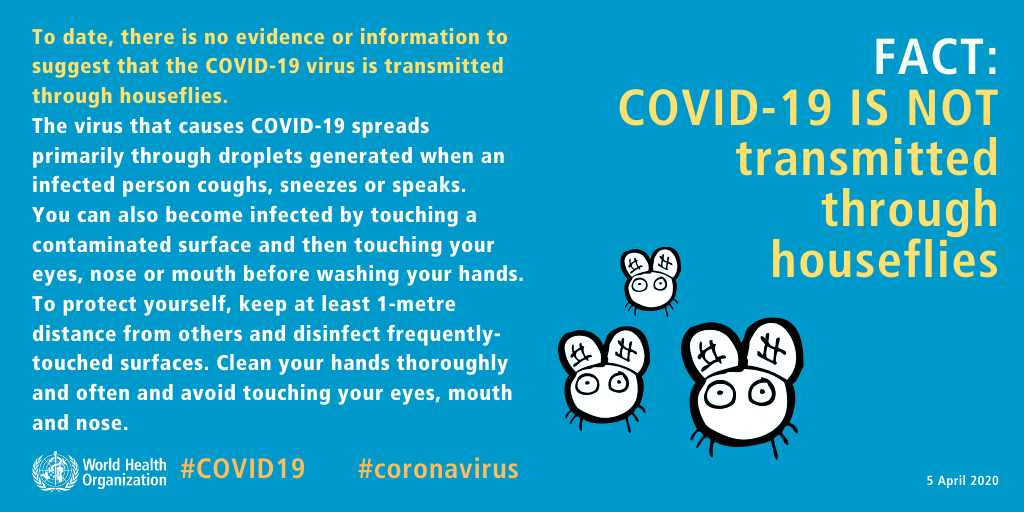 To date, there is no evidence or information to
suggest that the COVID-19 virus is transmitted
through houseflies.
The virus that causes COVID-19 spreads
primarily through droplets generated when an
infected person coughs, sneezes or speaks.
You can also become infected by touching a
contaminated surface and then touching your
eyes, nose or mouth before washing your hands.
To protect yourself, keep at least 1-metre
distance from others and disinfect frequently-
touched surfaces. Clean your hands thoroughly
and often and avoid touching your eyes, mouth
and nose.
FACT:
COVID-19 IS NOT
transmitted
through
houseflies
World Health
Organization
#COVID19 #coronavirus
5 April 2020